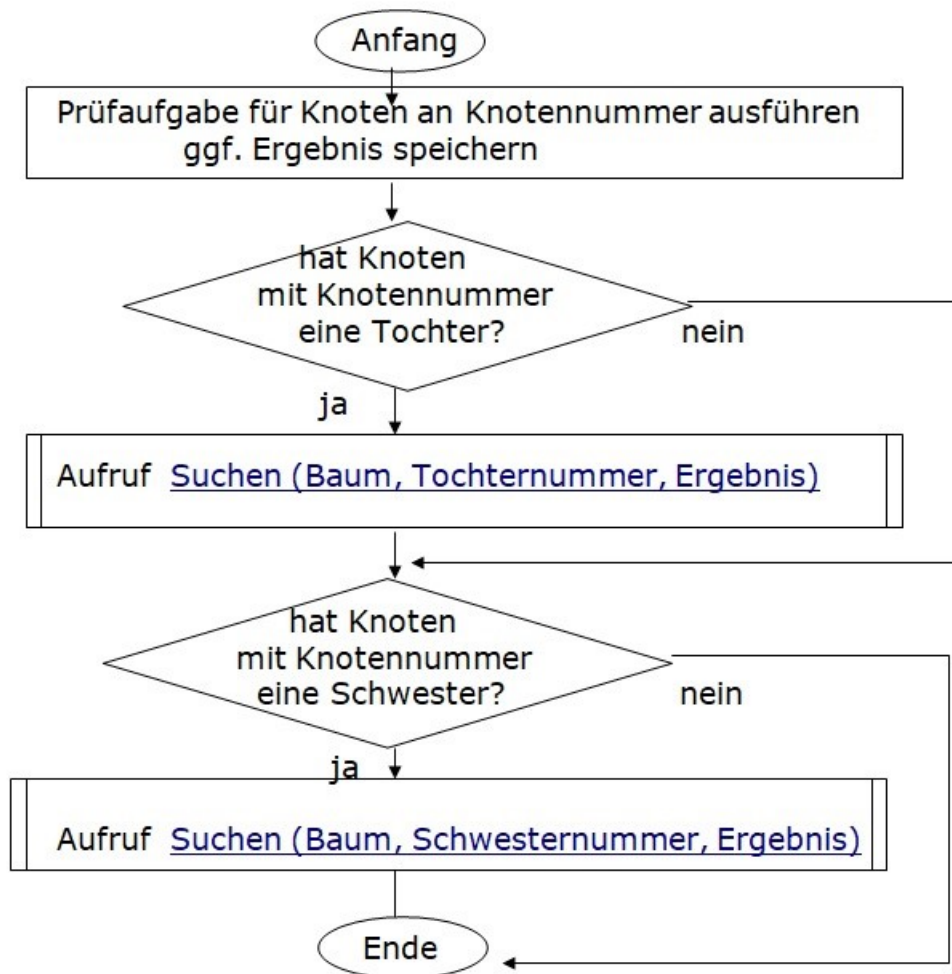 Anfang
Prüfaufgabe für Knoten an Knotennummer ausführen
ggf. Ergebnis speichern
hat Knoten
mit Knotennummer
eine Tochter?
nein
ja
Aufruf Suchen (Baum, Tochternummer, Ergebnis)
hat Knoten
mit Knotennummer
eine Schwester?
nein
ja
Aufruf Suchen (Baum, Schwesternummer, Ergebnis)
Ende